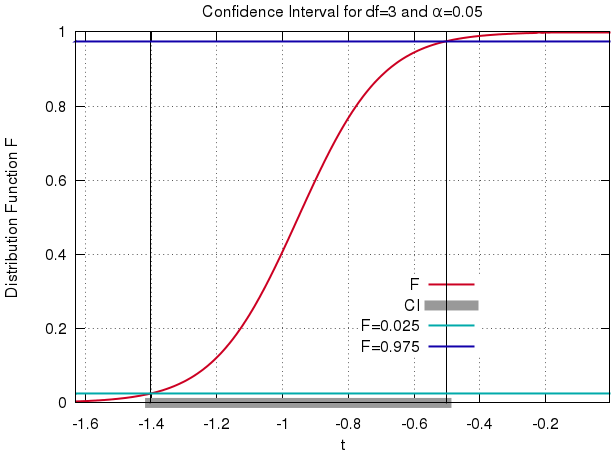 Confidence Interval for df=3 and α=0.05
Distribution Function F
1
0.8
0.6
0.4
0.2
0
F
CI
F=0.025
F=0.975
-1.6 -1.4 -1.2 -1 -0.8 -0.6 -0.4 -0.2
t